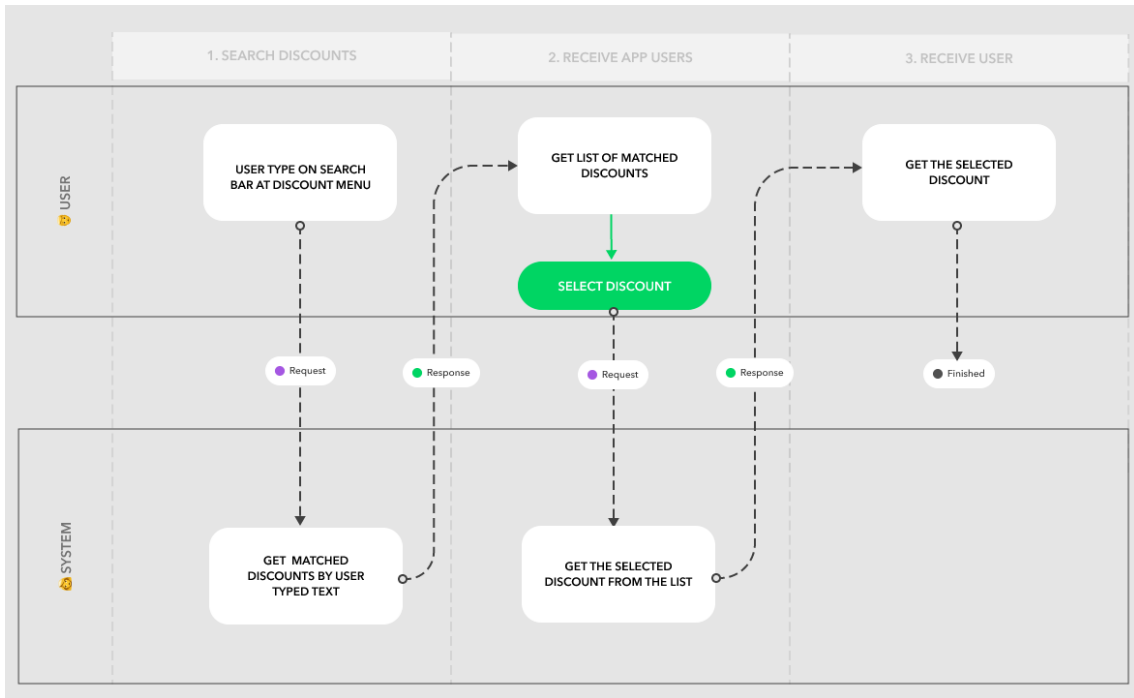 1. SEARCH DISCOUNTS
2. RECEIVE APP USERS
3. RECEIVE USER
USER
USER TYPE ON SEARCH
BAR AT DISCOUNT MENU
GET LIST OF MATCHED
DISCOUNTS
SELECT DISCOUNT
GET THE SELECTED
DISCOUNT
Request
Response
Request
Response
Finished
SYSTEM
GET MATCHED
DISCOUNTS BY USER
TYPED TEXT
GET THE SELECTED
DISCOUNT FROM THE LIST